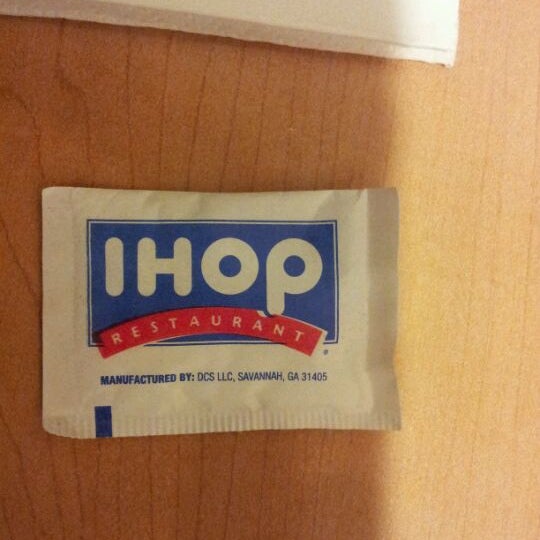 IHOP
RESTAURANT
MANUFACTURED BY: DCS LLC, SAVANNAH, GA 31405